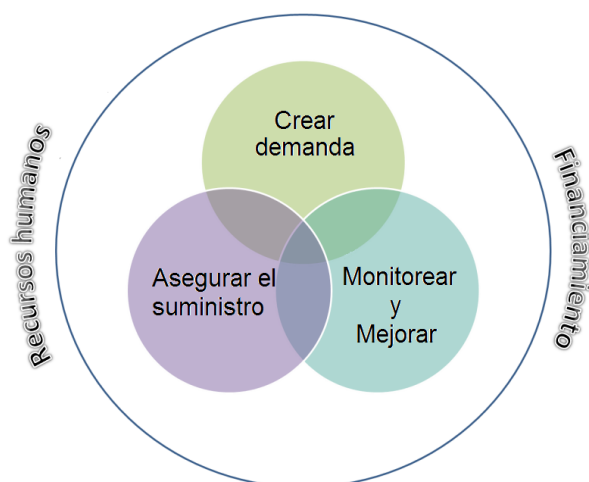 Crear
demanda
Recursos humanos
Financiamiento
Asegurar el
suministro
Monitorear
y
Mejorar